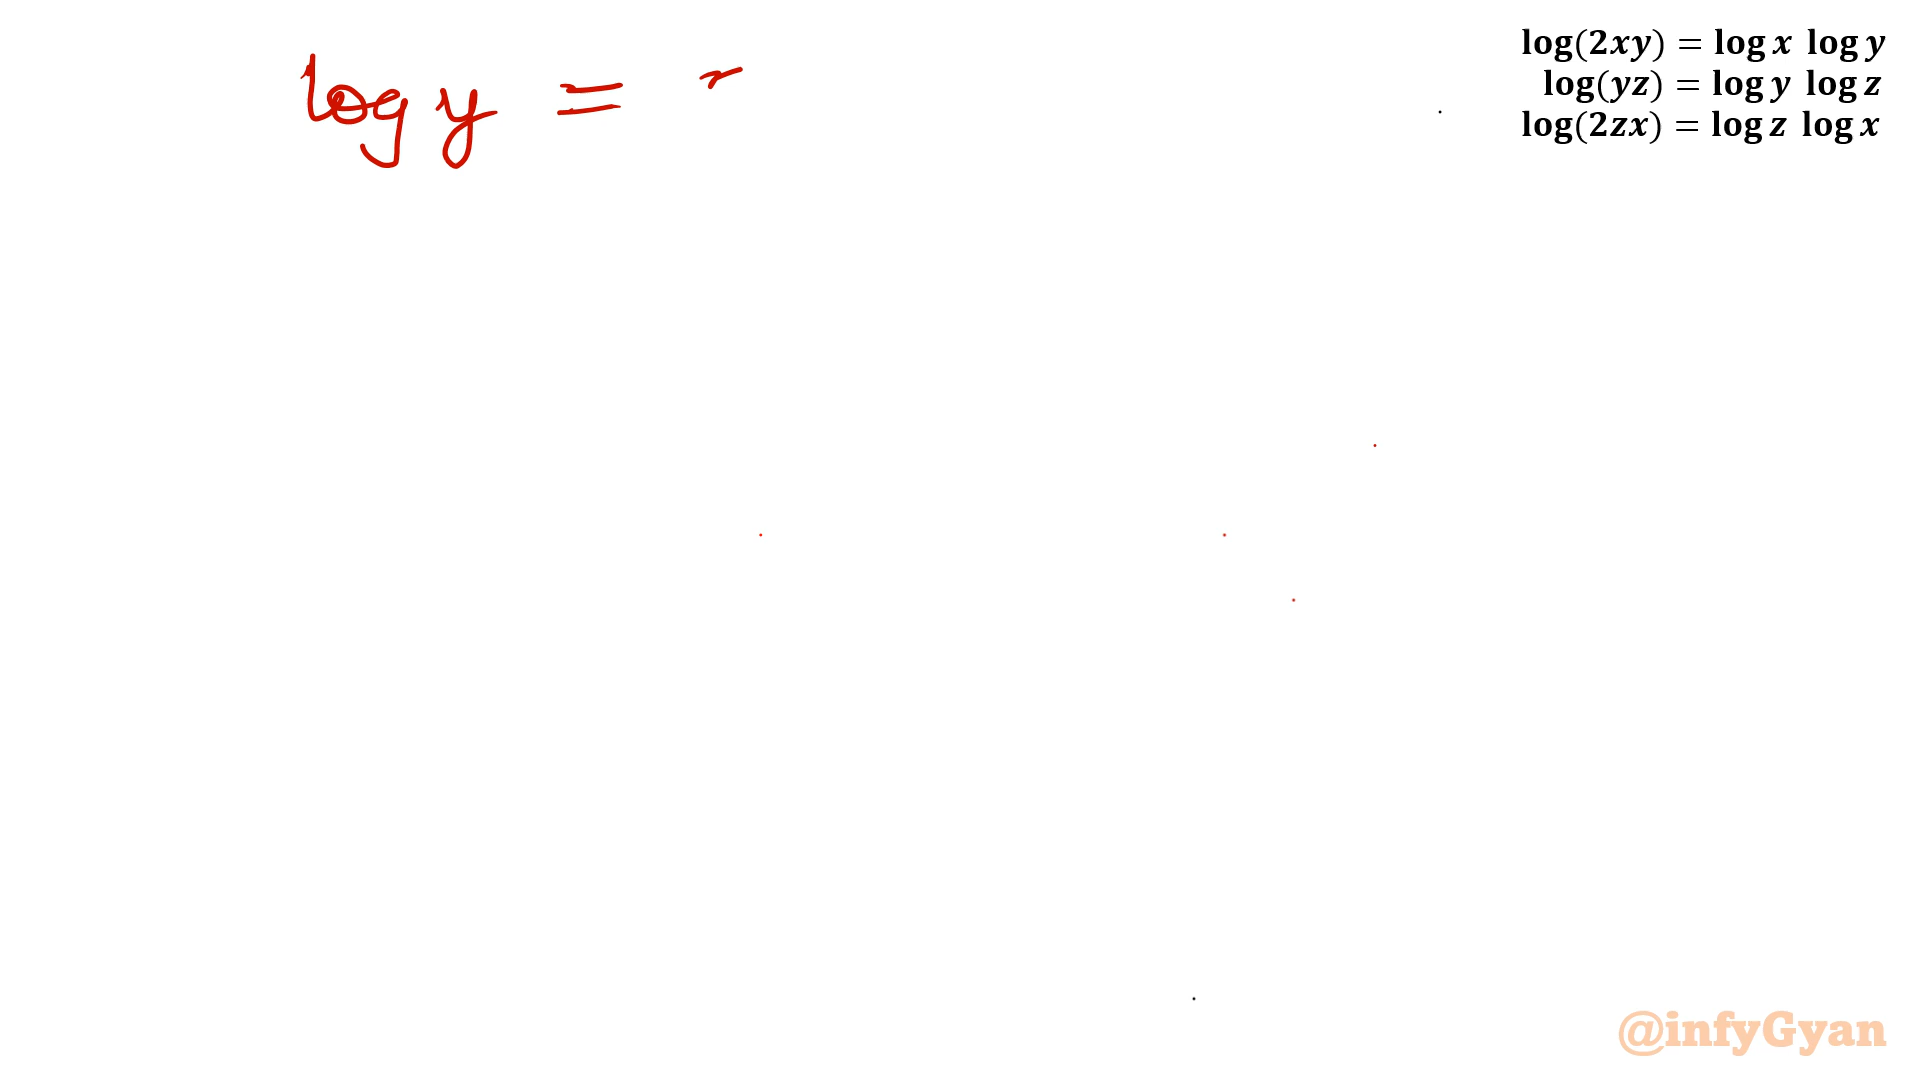 log y =
log(2xy) = log x log y
log(yz) = log y log z
log(2zx) = log z log x
@infyGyan